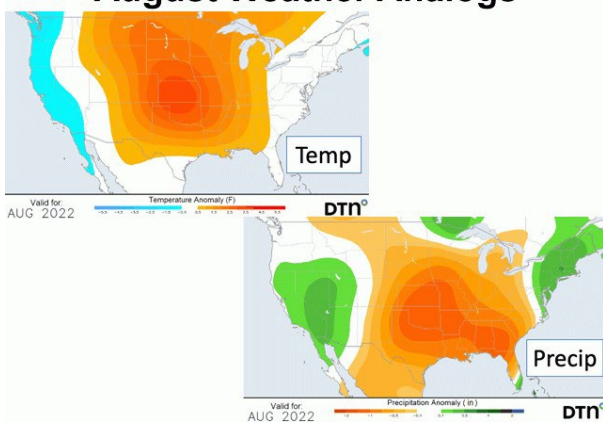 August Weather Analogs
Temp
Valid for:
AUG 2022
Temperature Anomaly (F)
DTN
Precip
Valid for:
AUG 2022
Precipitation Anomaly ( in )
DTN